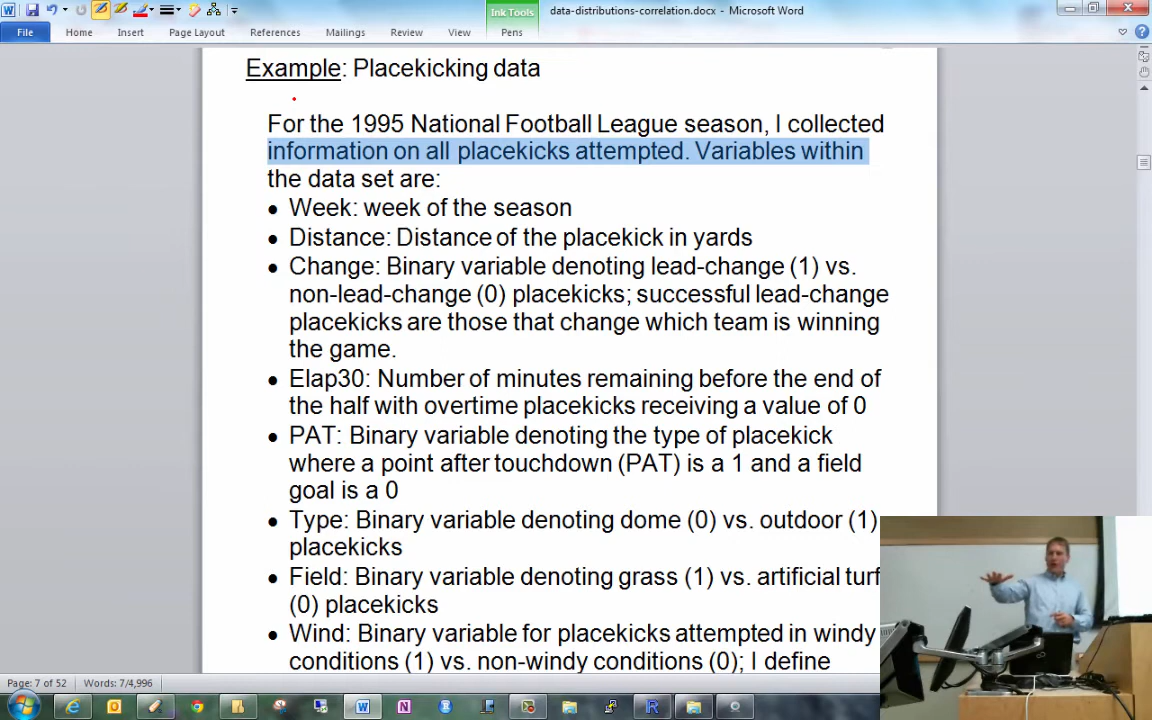 Ink Tools
data-distributions-correlation.docx - Microsoft Word
File Home Insert Page Layout References Mailings Review View Pens
Example: Placekicking data
For the 1995 National Football League season, I collected
information on all placekicks attempted. Variables within
the data set are:
• Week: week of the season
• Distance: Distance of the placekick in yards
• Change: Binary variable denoting lead-change (1) vs.
non-lead-change (0) placekicks; successful lead-change
placekicks are those that change which team is winning
the game.
• Elap30: Number of minutes remaining before the end of
the half with overtime placekicks receiving a value of 0
• PAT: Binary variable denoting the type of placekick
where a point after touchdown (PAT) is a 1 and a field
goal is a 0
• Type: Binary variable denoting dome (0) vs. outdoor (1)
placekicks
• Field: Binary variable denoting grass (1) vs. artificial turf
(0) placekicks
• Wind: Binary variable for placekicks attempted in windy
conditions (1) vs. non-windy conditions (0); I define
Page: 7 of 52 Words: 7/4,996